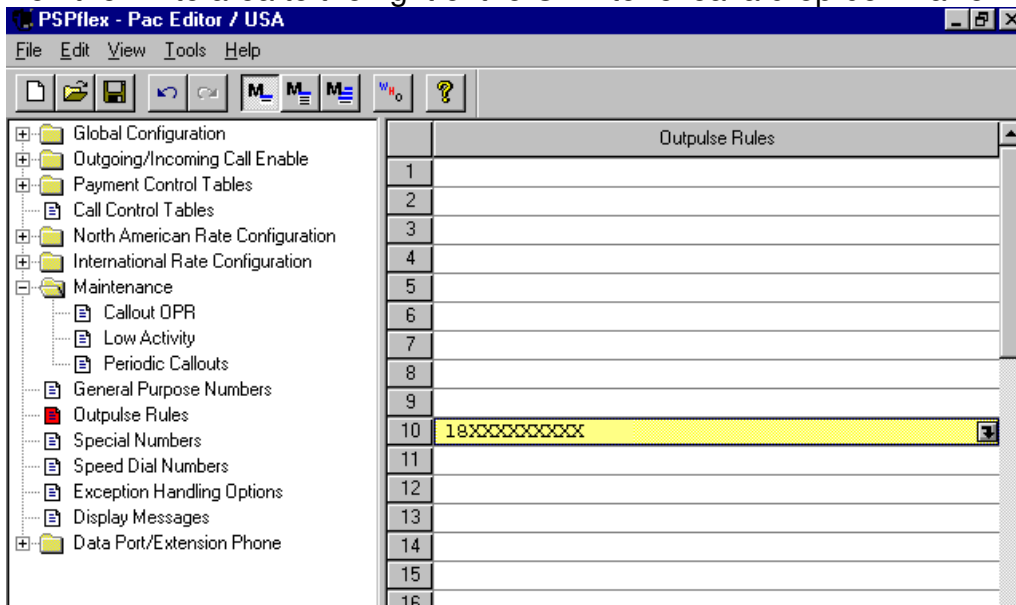 PSPflex - Pac Editor / USA
File Edit View Tools Help
M M M WHo ?
Global Configuration
Outgoing/Incoming Call Enable
Payment Control Tables
Call Control Tables
North American Rate Configuration
International Rate Configuration
Maintenance
Callout OPR
Low Activity
Periodic Callouts
General Purpose Numbers
Outpulse Rules
Special Numbers
Speed Dial Numbers
Exception Handling Options
Display Messages
Data Port/Extension Phone
Outpulse Rules
1
2
3
4
5
6
7
8
9
10 18XXXXXXXXXX
11
12
13
14
15
16